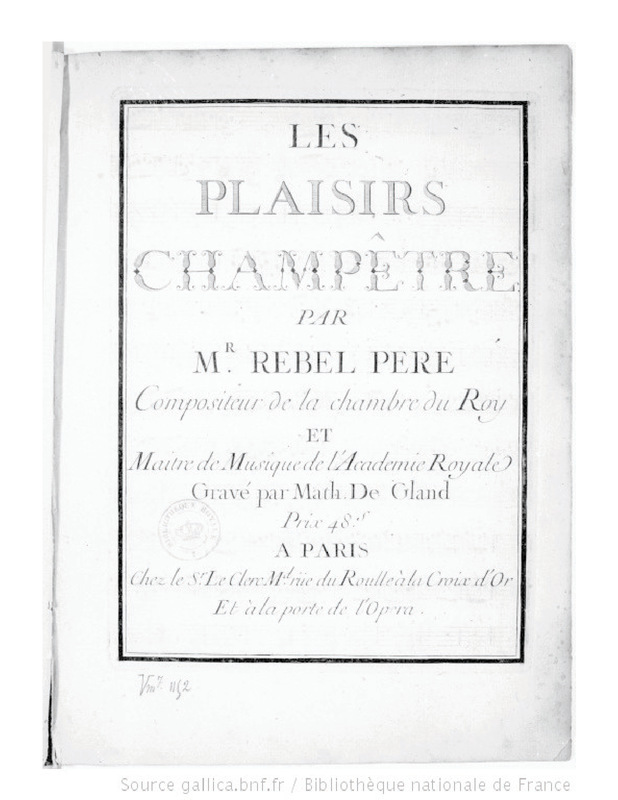 LES
PLAISIRS
CHAMPÊTRE
PAR
M.R REBEL PERE
Compositeur de la chambre du Roy
ET
Maitre de Musique de l'Academie Royale
Gravé par Math. De Gland
Prix 48.s
A PARIS
Chez le Sr. Le Clerc Md. rüe du Roulle à la Croix d'Or
Et à la porte de l'Opera.
Vm7. 1152
Source gallica.bnf.fr / Bibliothèque nationale de France